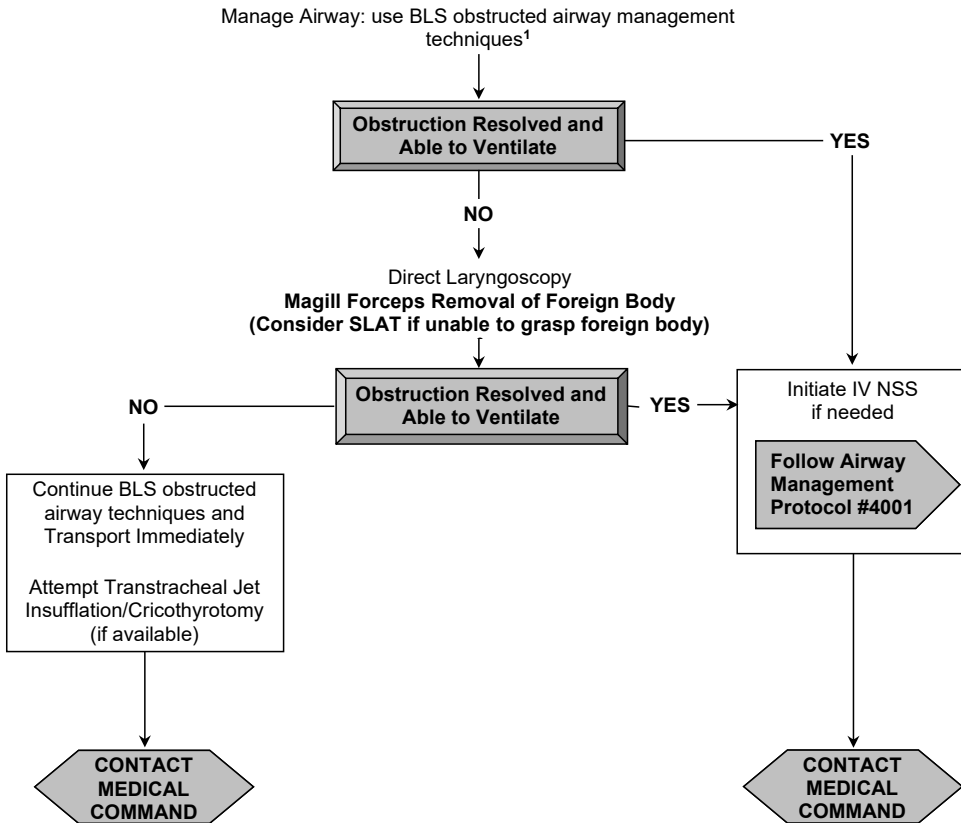 Manage Airway: use BLS obstructed airway management
techniques1
Obstruction Resolved and
Able to Ventilate
YES
NO
Direct Laryngoscopy
Magill Forceps Removal of Foreign Body
(Consider SLAT if unable to grasp foreign body)
Obstruction Resolved and
Able to Ventilate
NO
YES
Initiate IV NSS
if needed
Follow Airway
Management
Protocol #4001
Continue BLS obstructed
airway techniques and
Transport Immediately
Attempt Transtracheal Jet
Insufflation/Cricothyrotomy
(if available)
CONTACT
MEDICAL
COMMAND
CONTACT
MEDICAL
COMMAND